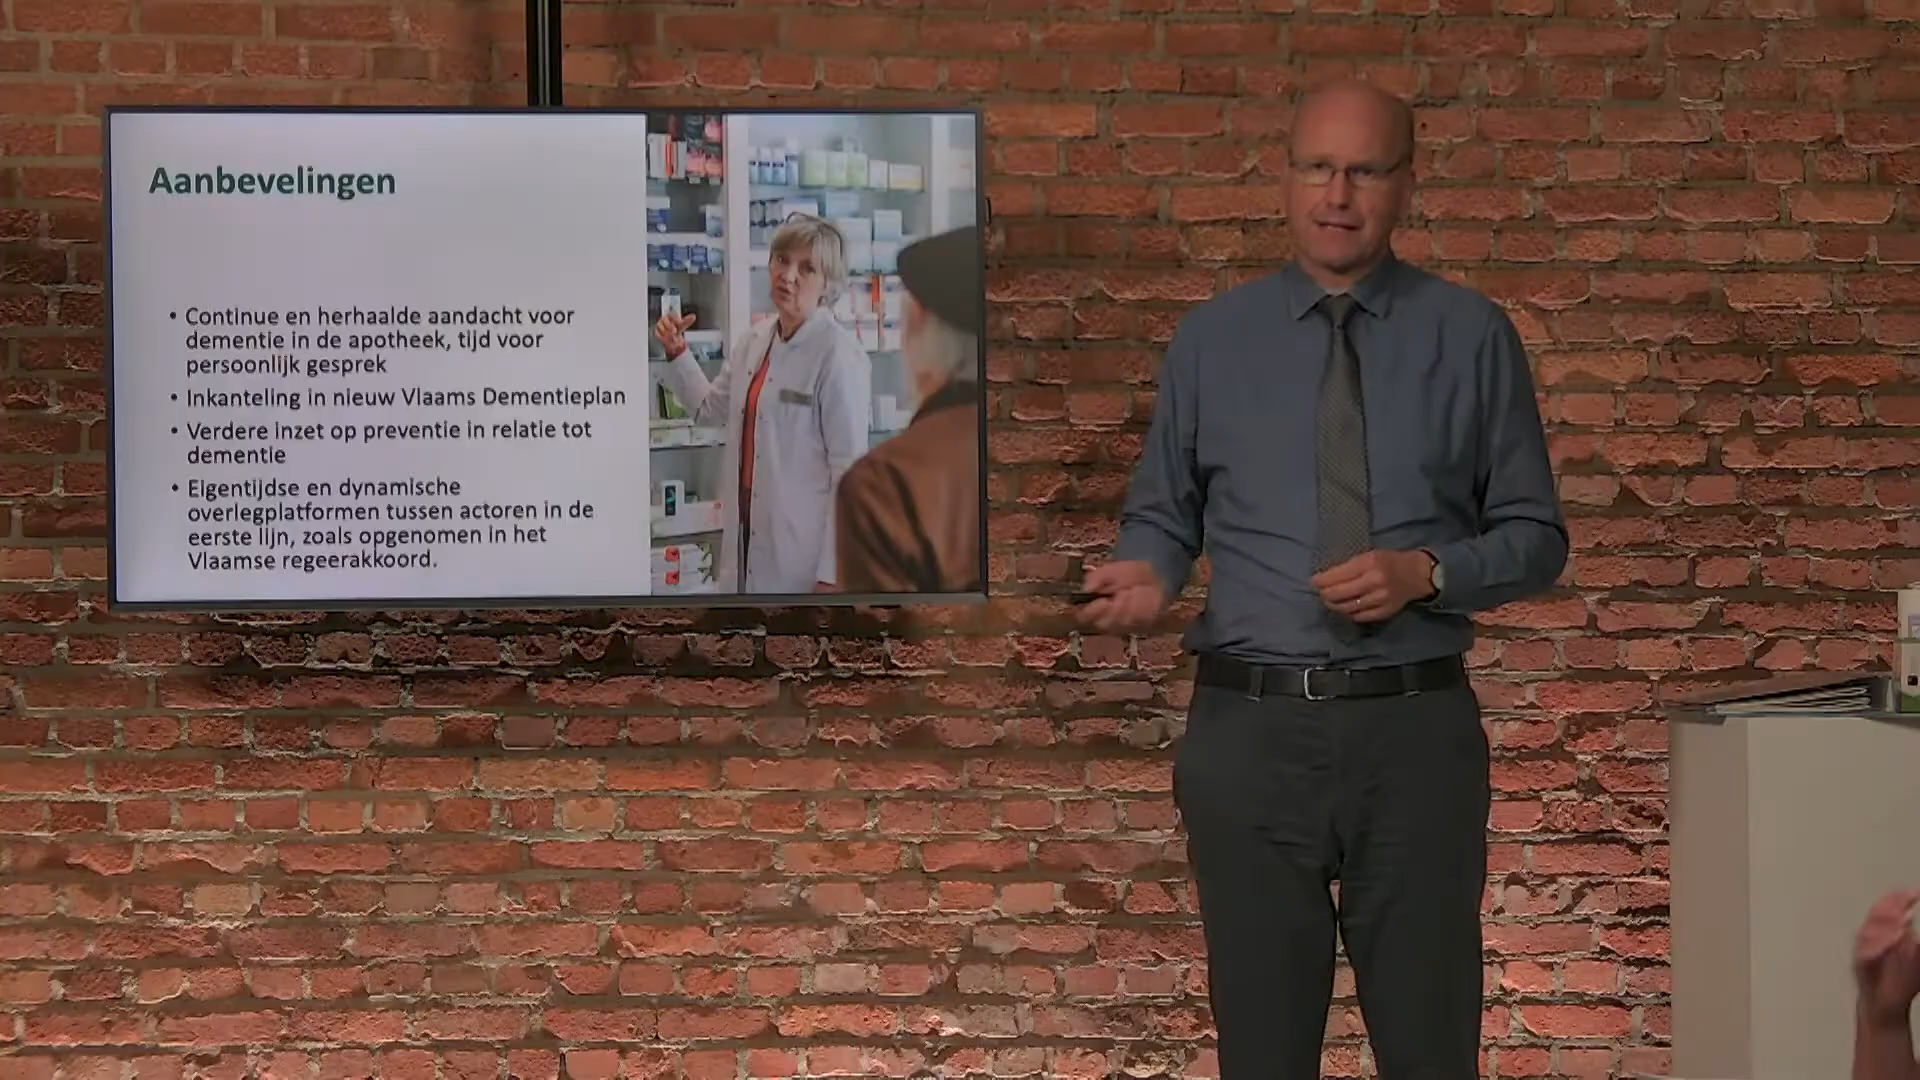 Aanbevelingen
• Continue en herhaalde aandacht voor
dementie in de apotheek, tijd voor
persoonlijk gesprek
• Inkanteling in nieuw Vlaams Dementieplan
• Verdere inzet op preventie in relatie tot
dementie
• Eigentijdse en dynamische
overlegplatformen tussen actoren in de
eerste lijn, zoals opgenomen in het
Vlaamse regeerakkoord.